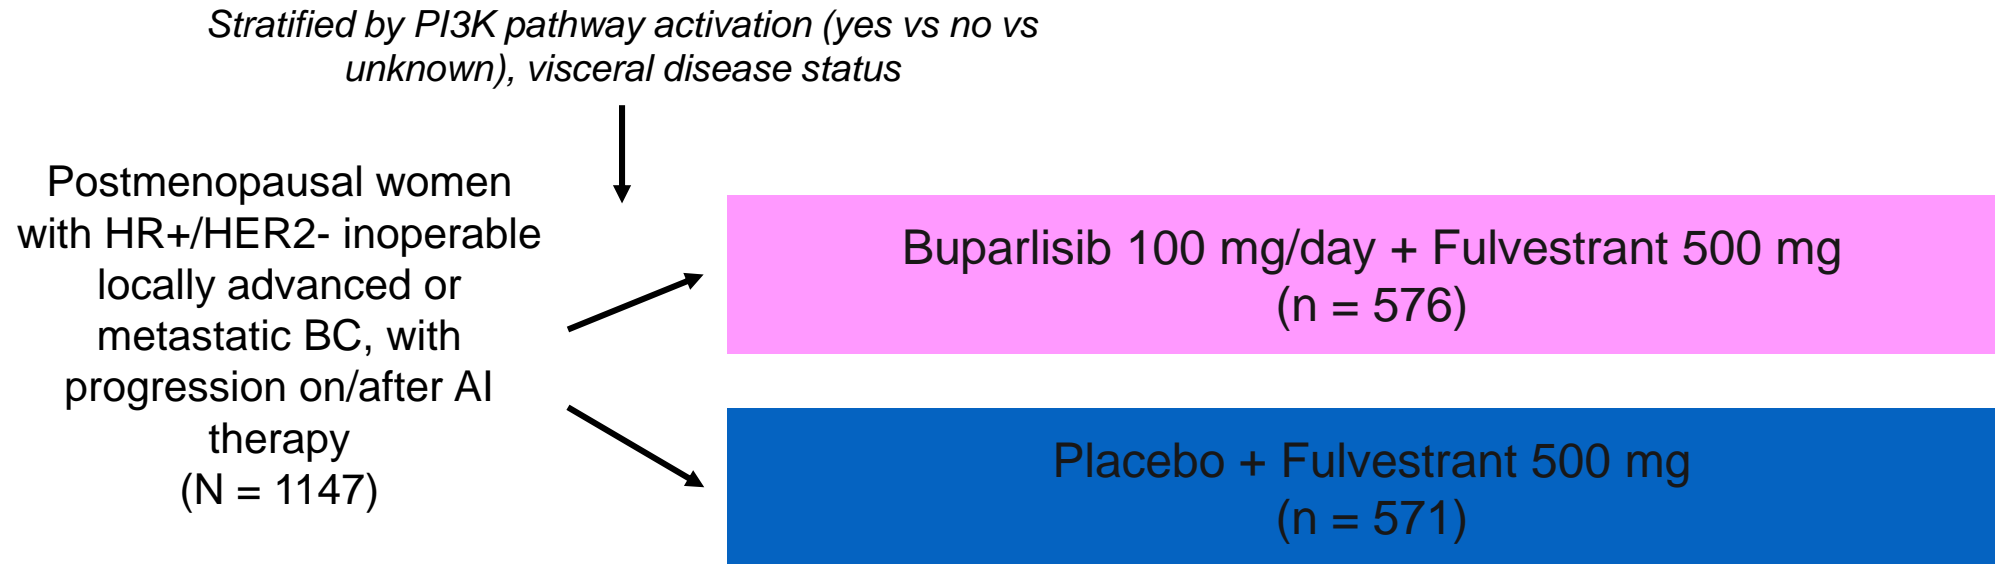 Stratified by PI3K pathway activation (yes vs no vs
unknown), visceral disease status
Postmenopausal women
with HR+/HER2- inoperable
locally advanced or
metastatic BC, with
progression on/after AI
therapy
(N = 1147)
Buparlisib 100 mg/day + Fulvestrant 500 mg
(n = 576)
Placebo + Fulvestrant 500 mg
(n = 571)